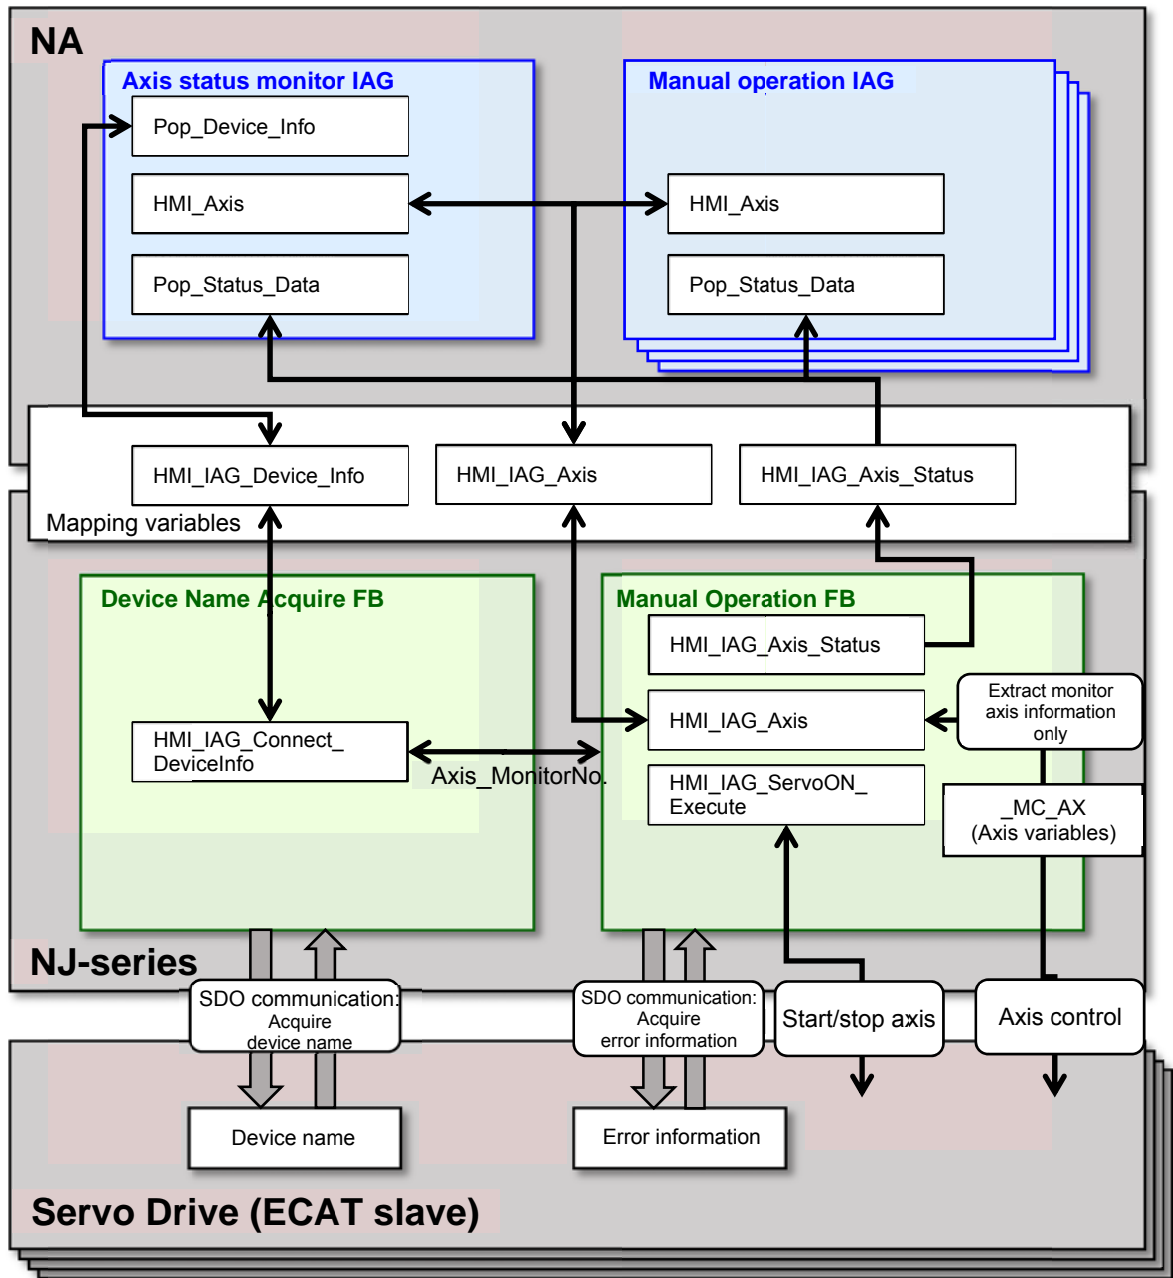 NA
Axis status monitor IAG
Manual operation IAG
Pop_Device_Info
HMI_Axis
HMI_Axis
Pop_Status_Data
Pop_Status_Data
HMI_IAG_Device_Info
HMI_IAG_Axis
HMI_IAG_Axis_Status
Mapping variables
Device Name Acquire FB
Manual Operation FB
HMI_IAG_Axis_Status
HMI_IAG_Axis
Extract monitor
axis information
only
HMI_IAG_Connect_
DeviceInfo
Axis_MonitorNo.
HMI_IAG_ServoON_
Execute
_MC_AX
(Axis variables)
NJ-series
SDO communication:
Acquire
device name
SDO communication:
Acquire
error information
Start/stop axis
Axis control
Device name
Error information
Servo Drive (ECAT slave)